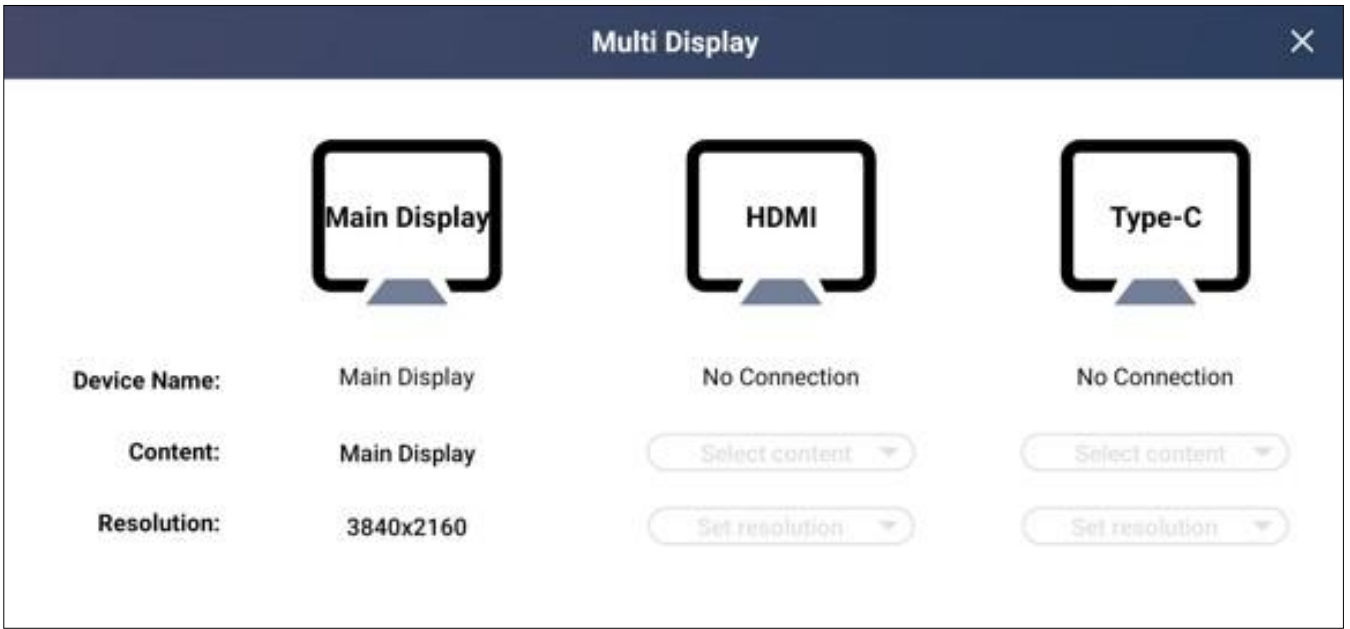 Multi Display
Main Display
HDMI
Type-C
Device Name:
Main Display
No Connection
No Connection
Content:
Main Display
Select content
Select content
Resolution:
3840x2160
Set resolution
Set resolution